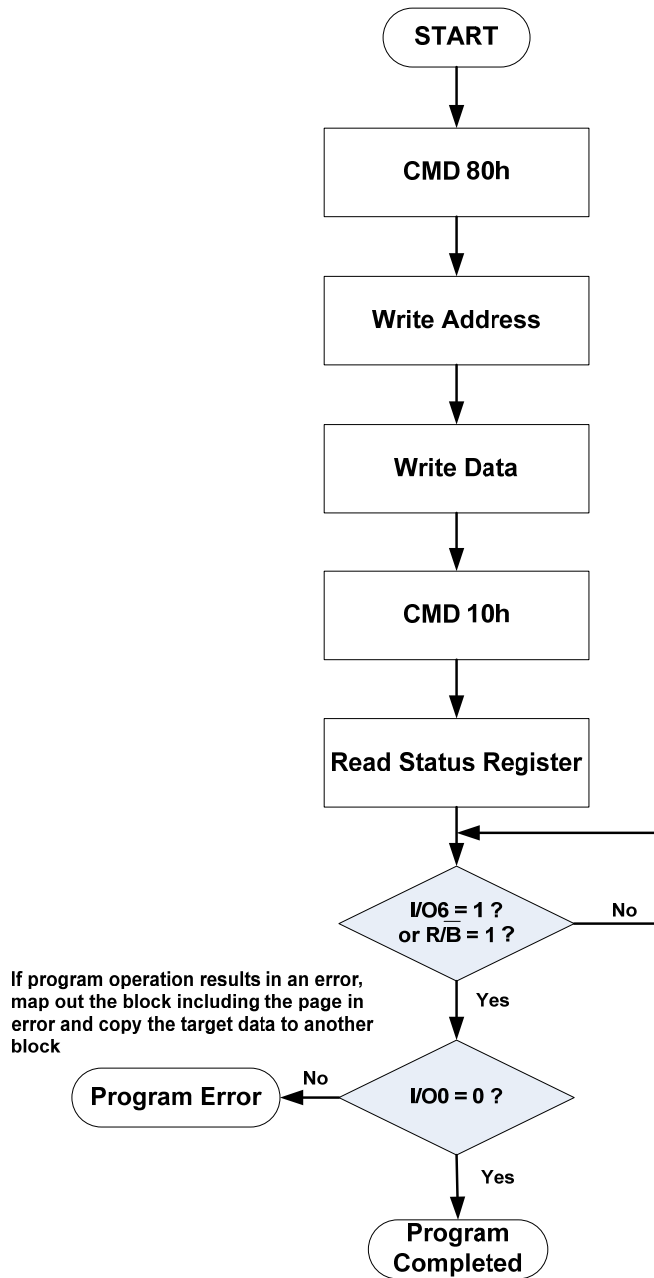 START
CMD 80h
Write Address
Write Data
CMD 10h
Read Status Register
I/O6 = 1 ?
or R/B̅ = 1 ?
No
Yes
If program operation results in an error,
map out the block including the page in
error and copy the target data to another
block
I/O0 = 0 ?
No
Program Error
Yes
Program
Completed